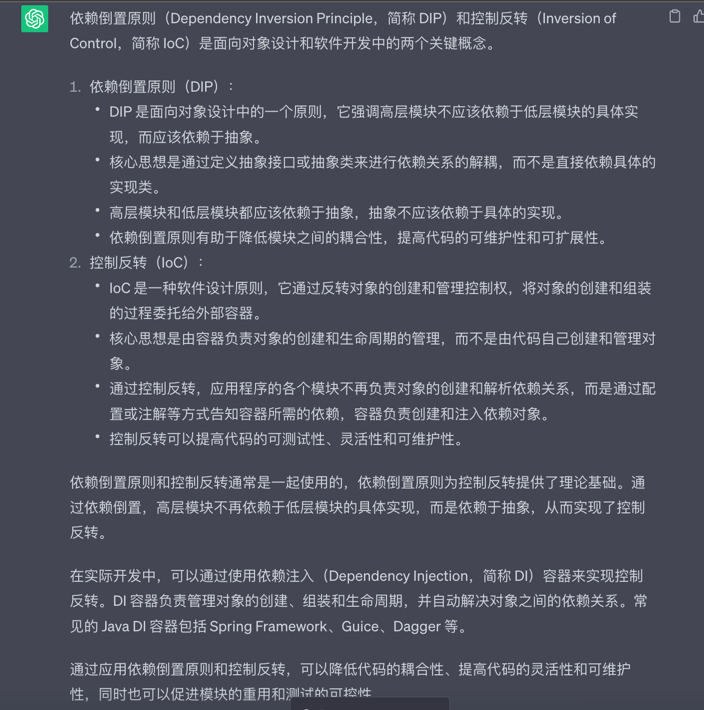 依赖倒置原则（Dependency Inversion Principle，简称 DIP）和控制反转（Inversion of
Control，简称 IoC）是面向对象设计和软件开发中的两个关键概念。
1. 依赖倒置原则（DIP）：
• DIP 是面向对象设计中的一个原则，它强调高层模块不应该依赖于低层模块的具体实
现，而应该依赖于抽象。
• 核心思想是通过定义抽象接口或抽象类来进行依赖关系的解耦，而不是直接依赖具体的
实现类。
• 高层模块和低层模块都应该依赖于抽象，抽象不应该依赖于具体的实现。
• 依赖倒置原则有助于降低模块之间的耦合性，提高代码的可维护性和可扩展性。
2. 控制反转（IoC）：
• IoC 是一种软件设计原则，它通过反转对象的创建和管理控制权，将对象的创建和组装
的过程委托给外部容器。
• 核心思想是由容器负责对象的创建和生命周期的管理，而不是由代码自己创建和管理对
象。
• 通过控制反转，应用程序的各个模块不再负责对象的创建和解析依赖关系，而是通过配
置或注解等方式告知容器所需的依赖，容器负责创建和注入依赖对象。
• 控制反转可以提高代码的可测试性、灵活性和可维护性。
依赖倒置原则和控制反转通常是一起使用的，依赖倒置原则为控制反转提供了理论基础。通
过依赖倒置，高层模块不再依赖于低层模块的具体实现，而是依赖于抽象，从而实现了控制
反转。
在实际开发中，可以通过使用依赖注入（Dependency Injection，简称 DI）容器来实现控制
反转。DI 容器负责管理对象的创建、组装和生命周期，并自动解决对象之间的依赖关系。常
见的 Java DI 容器包括 Spring Framework、Guice、Dagger 等。
通过应用依赖倒置原则和控制反转，可以降低代码的耦合性、提高代码的灵活性和可维护
性，同时也可以促进模块的重用和测试的可控性